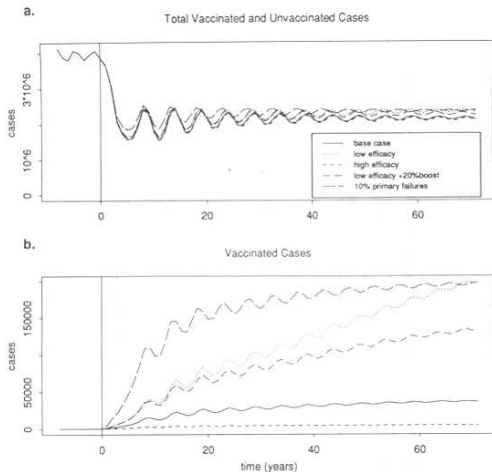 a.
Total Vaccinated and Unvaccinated Cases
cases
3*10^6
10^6
0
0
20
40
60
base case
low efficacy
high efficacy
low efficacy +20%boost
10% primary failures
b.
Vaccinated Cases
cases
150000
50000
0
0
20
40
60
time (years)